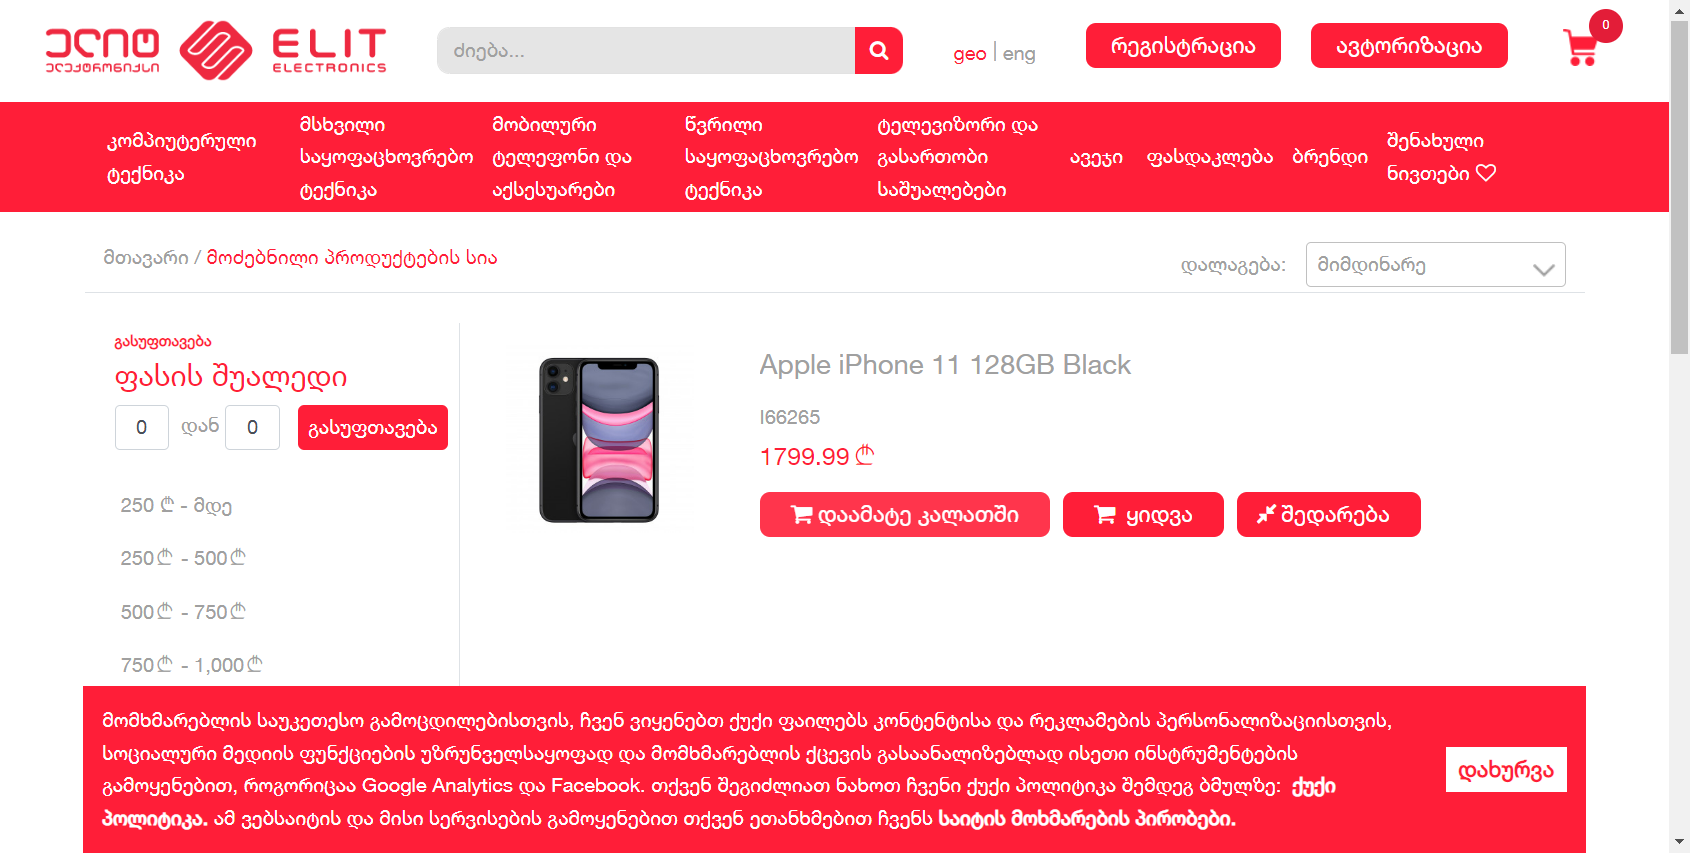 ელიტ
ელექტრონიქსი
ELIT
ELECTRONICS
ძიება...
geo | eng
რეგისტრაცია
ავტორიზაცია
0
კომპიუტერული
ტექნიკა
მსხვილი
საყოფაცხოვრებო
ტექნიკა
მობილური
ტელეფონი და
აქსესუარები
წვრილი
საყოფაცხოვრებო
ტექნიკა
ტელევიზორი და
გასართობი
საშუალებები
ავეჯი
ფასდაკლება
ბრენდი
შენახული
ნივთები
მთავარი / მოძებნილი პროდუქტების სია
დალაგება:
მიმდინარე
გასუფთავება
ფასის შუალედი
0 დან 0 გასუფთავება
250 ₾ - მდე
250₾ - 500₾
500₾ - 750₾
750₾ - 1,000₾
Apple iPhone 11 128GB Black
I66265
1799.99 ₾
დაამატე კალათში
ყიდვა
შედარება
მომხმარებლის საუკეთესო გამოცდილებისთვის, ჩვენ ვიყენებთ ქუქი ფაილებს კონტენტისა და რეკლამების პერსონალიზაციისთვის,
სოციალური მედიის ფუნქციების უზრუნველსაყოფად და მომხმარებლის ქცევის გასაანალიზებლად ისეთი ინსტრუმენტების
გამოყენებით, როგორიცაა Google Analytics და Facebook. თქვენ შეგიძლიათ ნახოთ ჩვენი ქუქი პოლიტიკა შემდეგ ბმულზე: ქუქი
პოლიტიკა. ამ ვებსაიტის და მისი სერვისების გამოყენებით თქვენ ეთანხმებით ჩვენს საიტის მოხმარების პირობები.
დახურვა